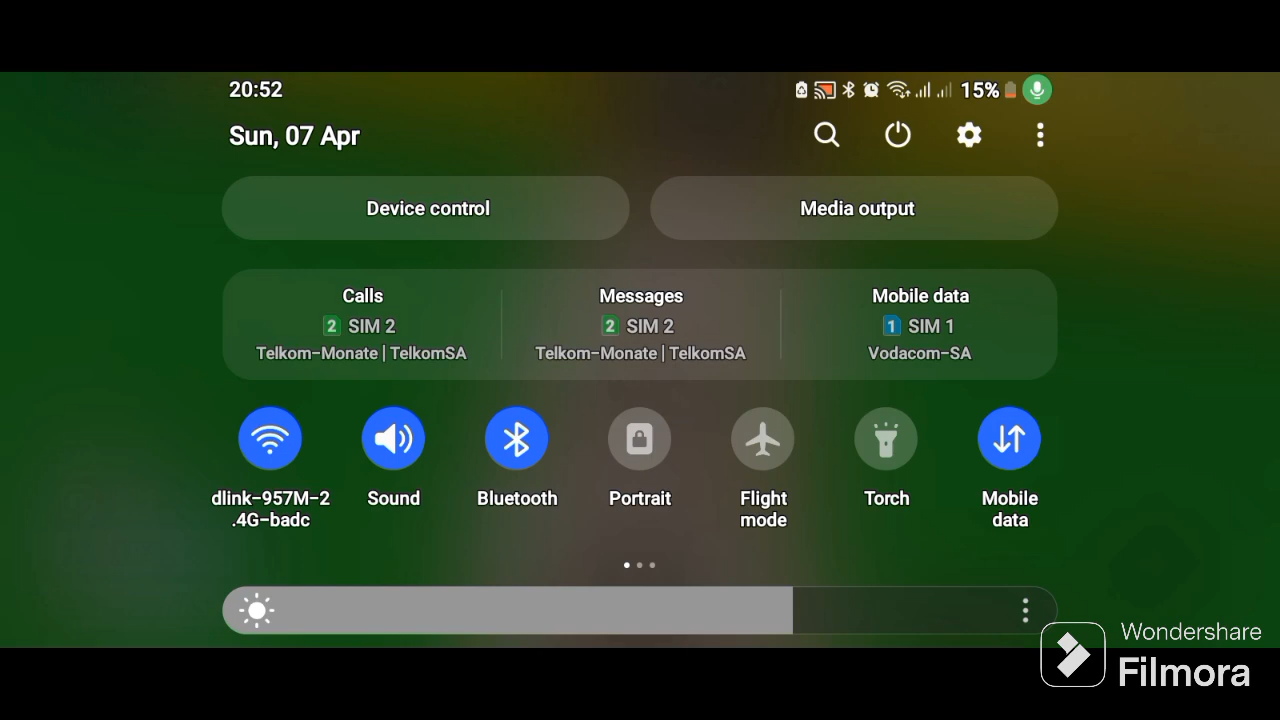 20:52
15%
Sun, 07 Apr
Device control
Media output
Calls
Messages
Mobile data
2 SIM 2
2 SIM 2
1 SIM 1
Telkom-Monate | TelkomSA
Telkom-Monate | TelkomSA
Vodacom-SA
dlink-957M-2
.4G-badc
Sound
Bluetooth
Portrait
Flight
mode
Torch
Mobile
data
Wondershare
Filmora